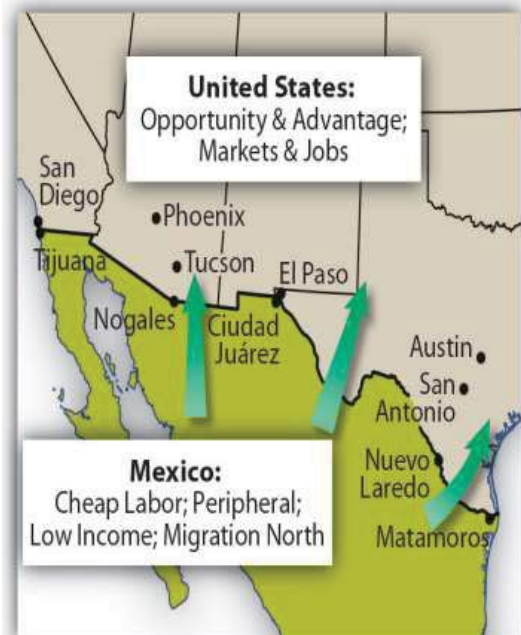 United States:
Opportunity & Advantage;
Markets & Jobs
San
Diego
Phoenix
Tijuana
Tucson
El Paso
Nogales
Ciudad
Juárez
Austin
San
Antonio
Nuevo
Laredo
Matamoros
Mexico:
Cheap Labor; Peripheral;
Low Income; Migration North